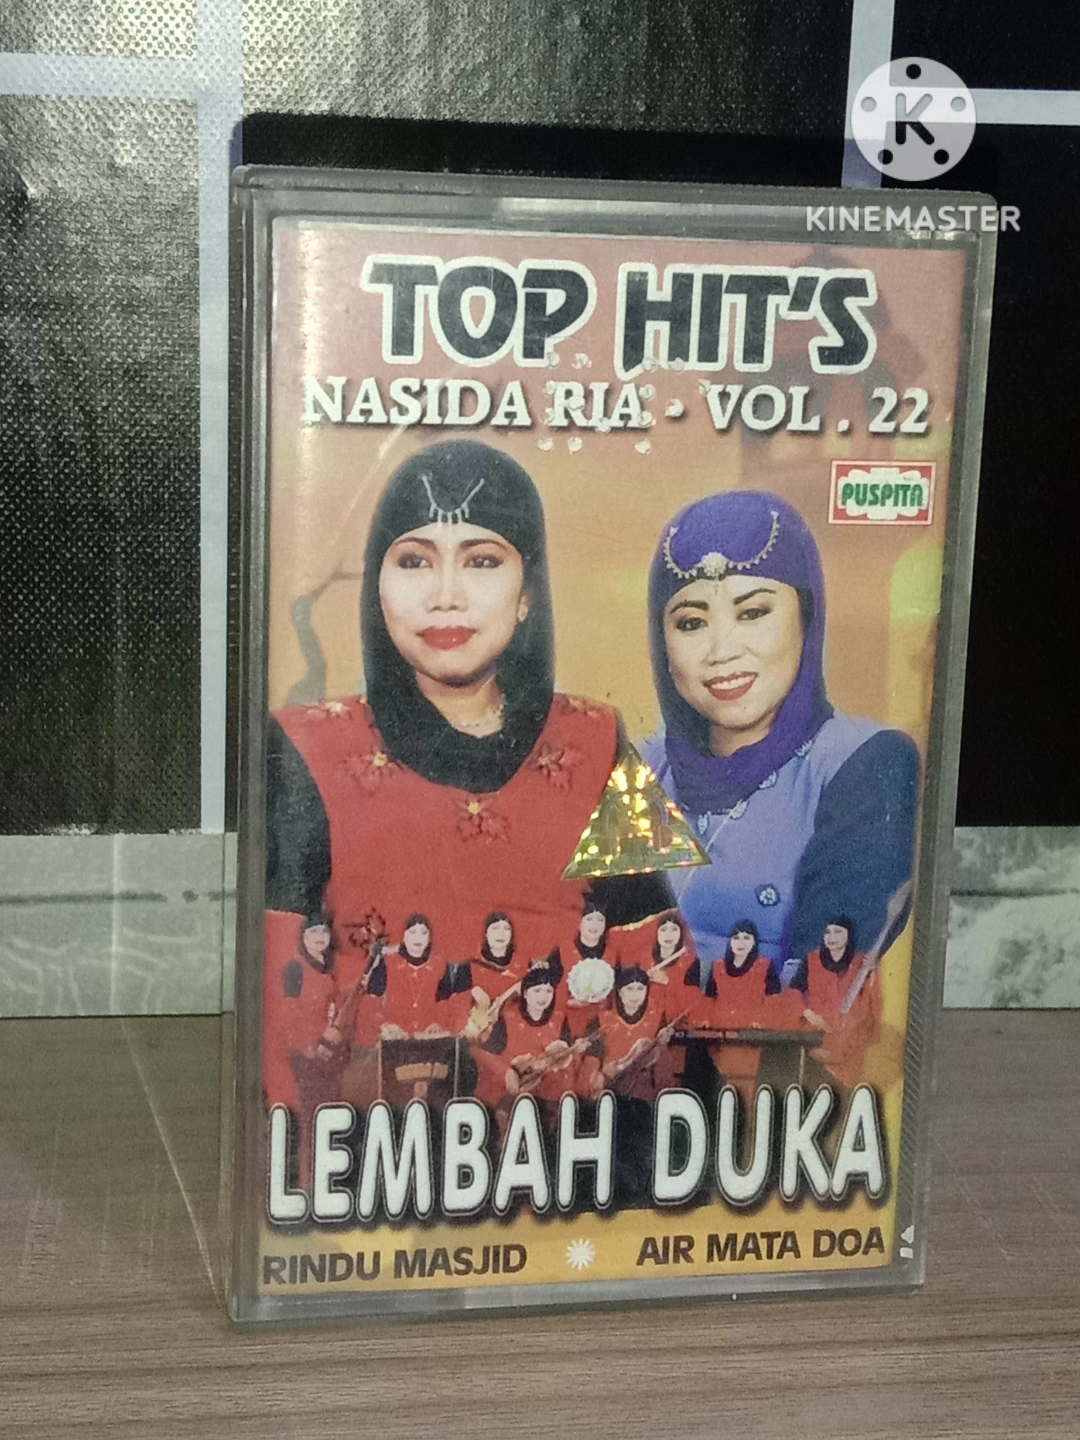 K
KINEMASTER
TOP HIT'S
NASIDA RIA - VOL . 22
PUSPITA
LEMBAH DUKA
RINDU MASJID
AIR MATA DOA